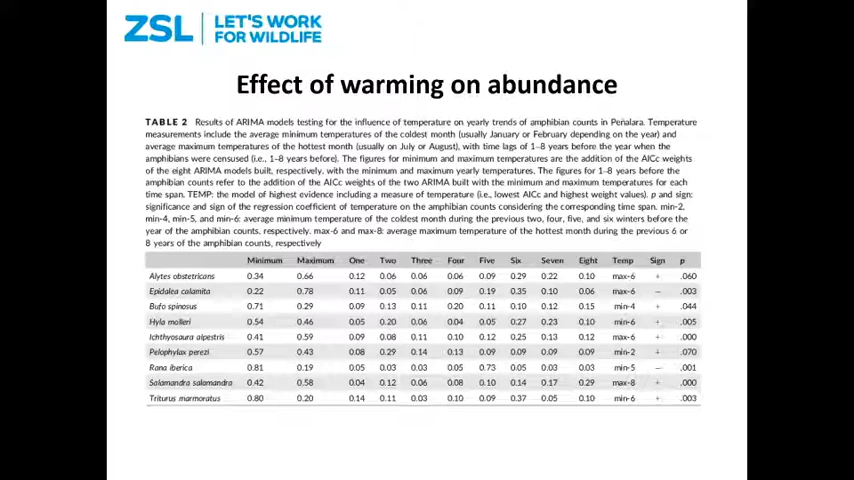 ZSL
LET'S WORK
FOR WILDLIFE
Effect of warming on abundance
TABLE 2 Results of ARIMA models testing for the influence of temperature on yearly trends of amphibian counts in Peñalara. Temperature
measurements include the average minimum temperatures of the coldest month (usually January or February depending on the year) and
average maximum temperatures of the hottest month (usually on July or August), with time lags of 1–8 years before the year when the
amphibians were censused (i.e., 1–8 years before). The figures for minimum and maximum temperatures are the addition of the AICc weights
of the eight ARIMA models built, respectively, with the minimum and maximum yearly temperatures. The figures for 1–8 years before the
amphibian counts refer to the addition of the AICc weights of the two ARIMA built with the minimum and maximum temperatures for each
time span. TEMP: the model of highest evidence including a measure of temperature (i.e., lowest AICc and highest weight values). p and sign:
significance and sign of the regression coefficient of temperature on the amphibian counts considering the corresponding time span. min-2,
min-4, min-5, and min-6: average minimum temperature of the coldest month during the previous two, four, five, and six winters before the
year of the amphibian counts, respectively. max-6 and max-8: average maximum temperature of the hottest month during the previous 6 or
8 years of the amphibian counts, respectively
Minimum Maximum One Two Three Four Five Six Seven Eight Temp Sign p
Alytes obstetricans 0.34 0.66 0.12 0.06 0.06 0.06 0.09 0.29 0.22 0.10 max-6 + .060
Epidalea calamita 0.22 0.78 0.11 0.05 0.06 0.09 0.19 0.35 0.10 0.06 max-6 − .003
Bufo spinosus 0.71 0.29 0.09 0.13 0.11 0.20 0.11 0.10 0.12 0.15 min-4 + .044
Hyla molleri 0.54 0.46 0.05 0.20 0.06 0.04 0.05 0.27 0.23 0.10 min-6 + .005
Ichthyosaura alpestris 0.41 0.59 0.09 0.08 0.11 0.10 0.12 0.25 0.13 0.12 max-6 + .000
Pelophylax perezi 0.57 0.43 0.08 0.29 0.14 0.13 0.09 0.09 0.09 0.09 min-2 + .070
Rana iberica 0.81 0.19 0.05 0.03 0.03 0.05 0.73 0.05 0.03 0.03 min-5 − .001
Salamandra salamandra 0.42 0.58 0.04 0.12 0.06 0.08 0.10 0.14 0.17 0.29 max-8 + .000
Triturus marmoratus 0.80 0.20 0.14 0.11 0.03 0.10 0.09 0.37 0.05 0.10 min-6 + .003